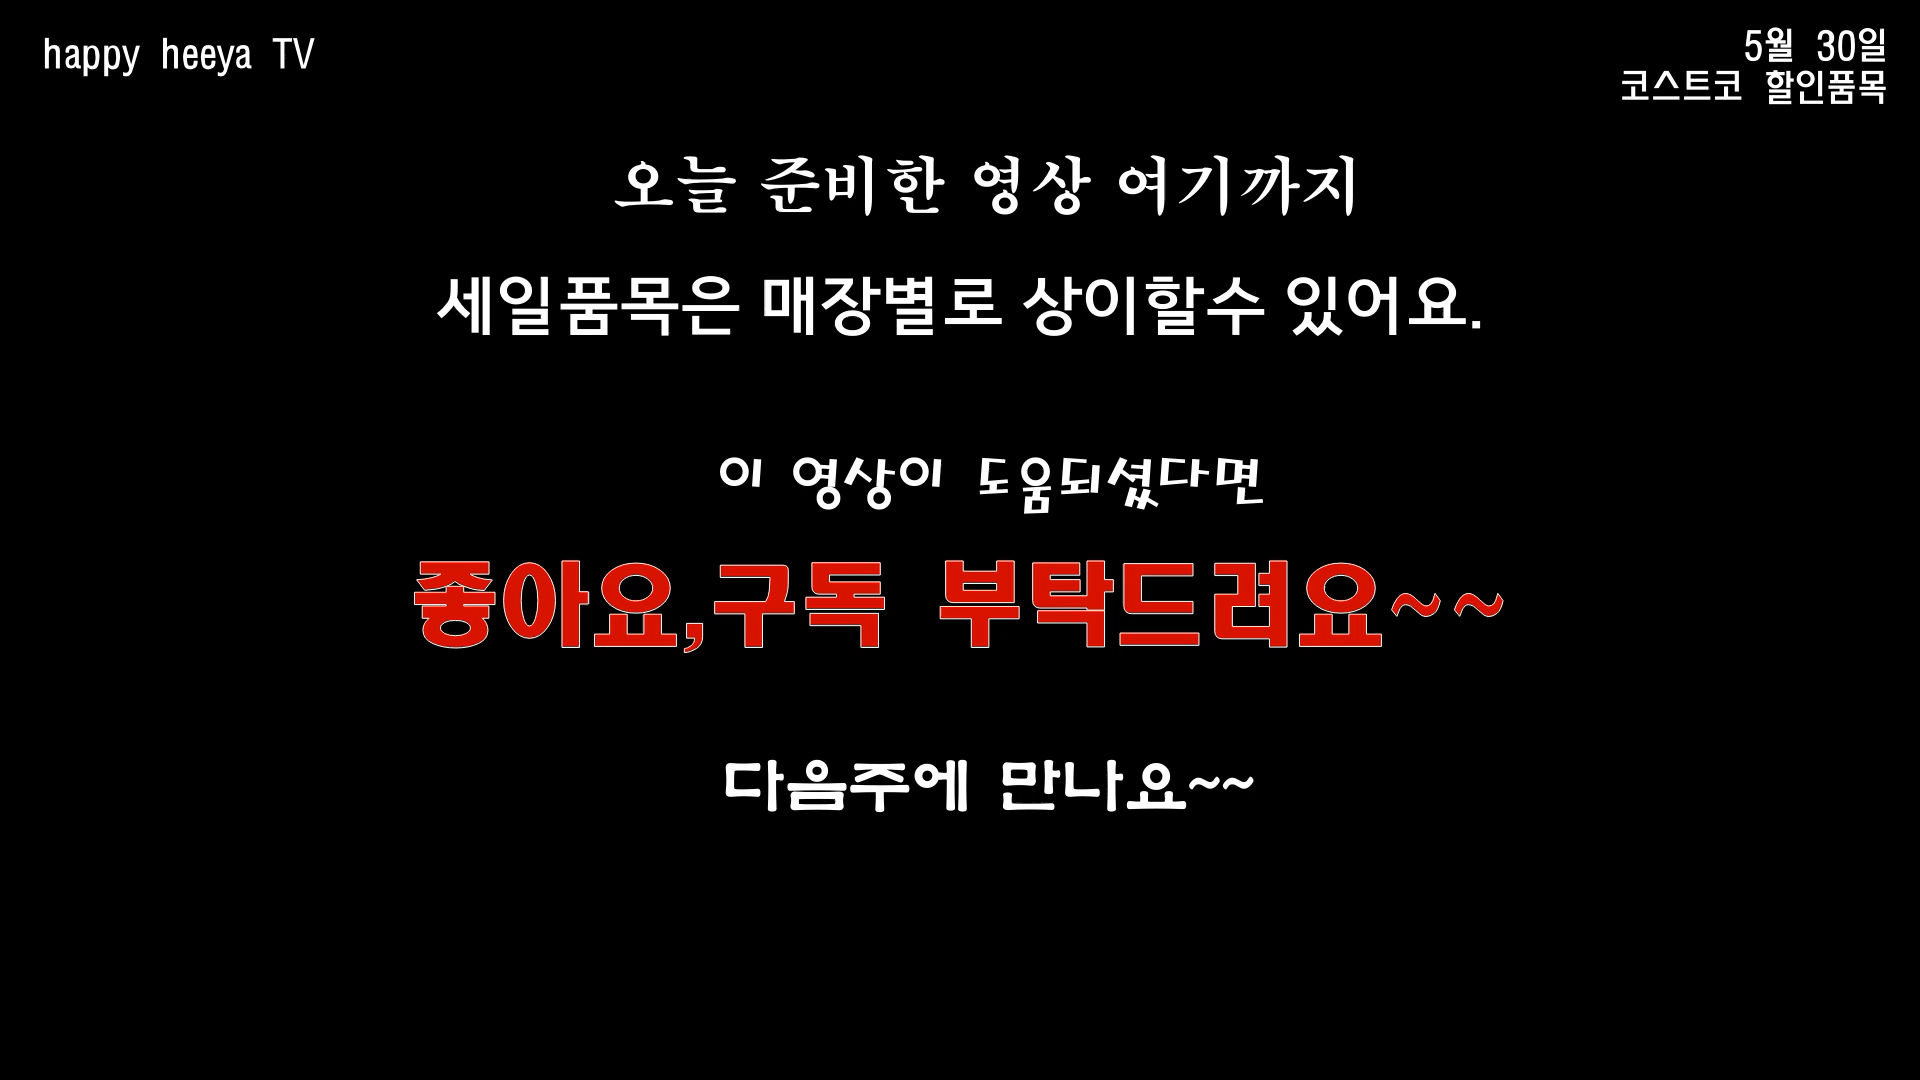 happy heeya TV
5월 30일
코스트코 할인품목
오늘 준비한 영상 여기까지
세일품목은 매장별로 상이할수 있어요.
이 영상이 도움되셨다면
좋아요,구독 부탁드려요~~
다음주에 만나요~~